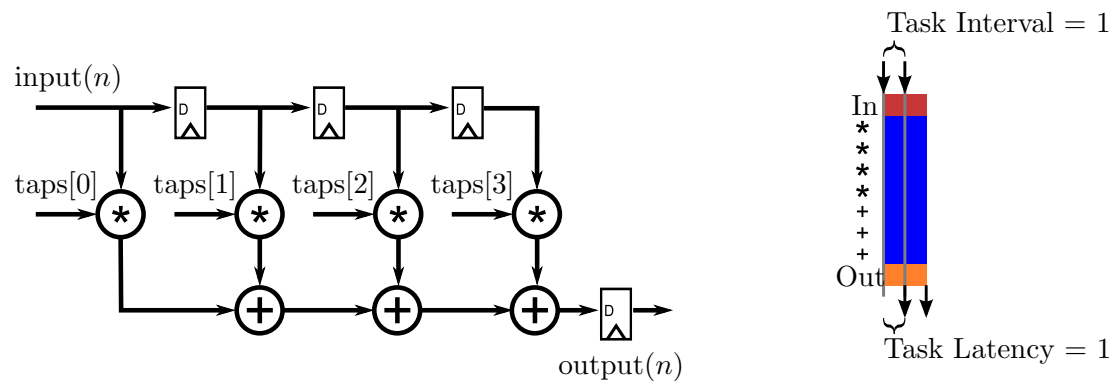 Task Interval = 1
input(n)
D
D
D
In
*
*
*
*
+
+
+
Out
taps[0]
taps[1]
taps[2]
taps[3]
*
*
*
*
+
+
+
D
output(n)
Task Latency = 1